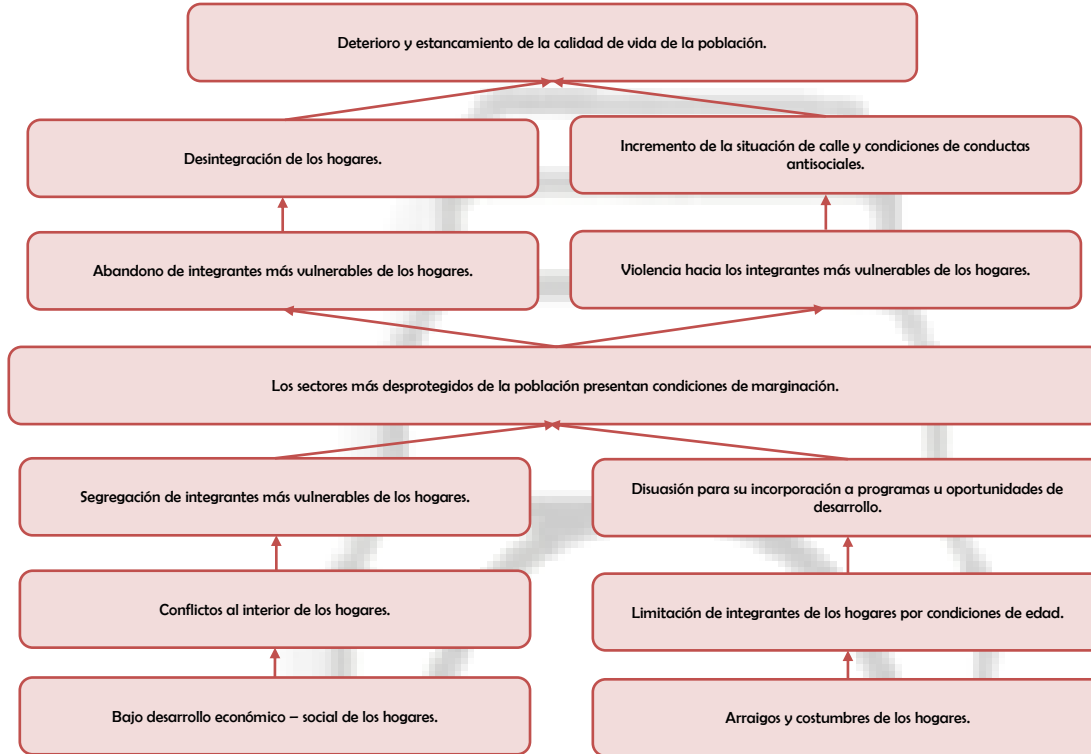 Deterioro y estancamiento de la calidad de vida de la población.
Desintegración de los hogares.
Incremento de la situación de calle y condiciones de conductas
antisociales.
Abandono de integrantes más vulnerables de los hogares.
Violencia hacia los integrantes más vulnerables de los hogares.
Los sectores más desprotegidos de la población presentan condiciones de marginación.
Segregación de integrantes más vulnerables de los hogares.
Disuasión para su incorporación a programas u oportunidades de
desarrollo.
Conflictos al interior de los hogares.
Limitación de integrantes de los hogares por condiciones de edad.
Bajo desarrollo económico – social de los hogares.
Arraigos y costumbres de los hogares.